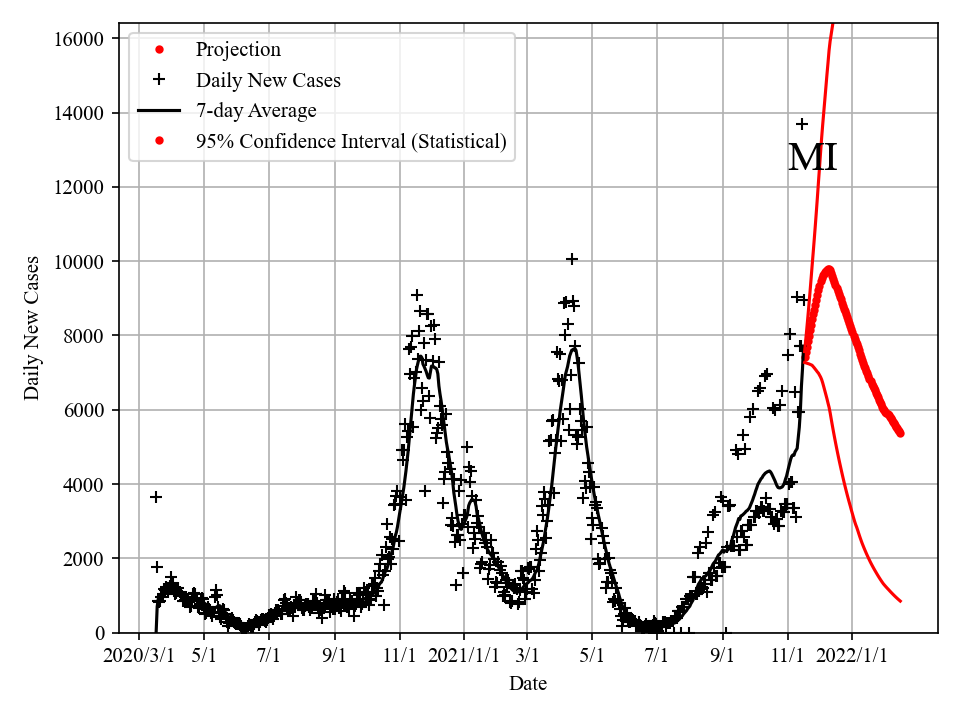 16000
14000
12000
10000
8000
6000
4000
2000
0
Daily New Cases
Projection
Daily New Cases
7-day Average
95% Confidence Interval (Statistical)
MI
2020/3/1 5/1 7/1 9/1 11/1 2021/1/1 3/1 5/1 7/1 9/1 11/1 2022/1/1
Date